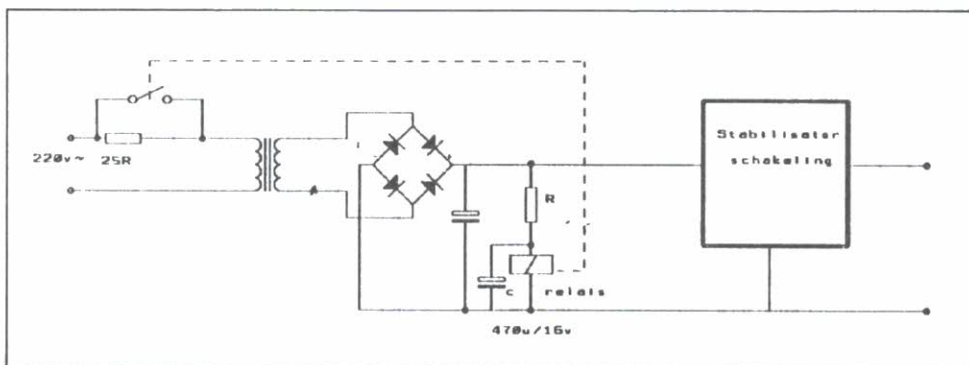 Stabilisator
schakeling
220v~ 25R
R
c relais
470u/16v